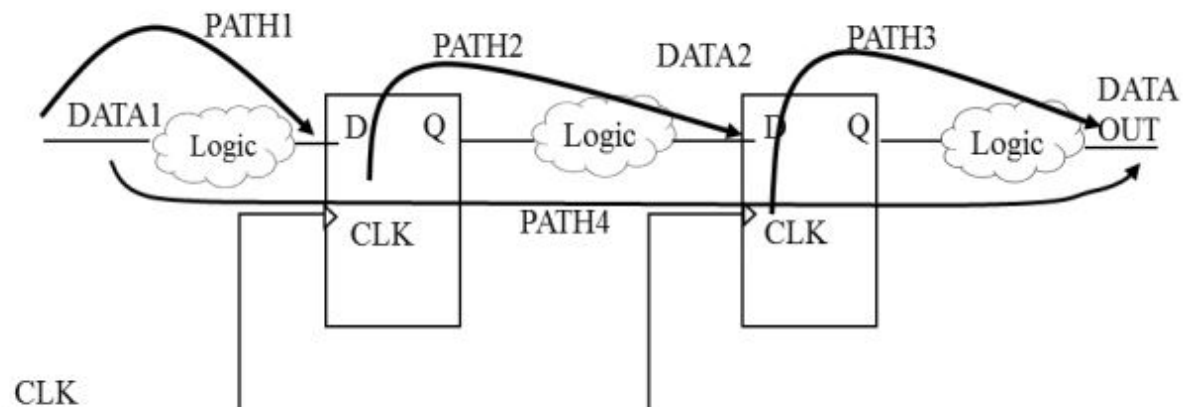 PATH1
PATH2
PATH3
DATA1
DATA2
DATA
OUT
Logic
D
Q
Logic
D
Q
Logic
CLK
PATH4
CLK
CLK